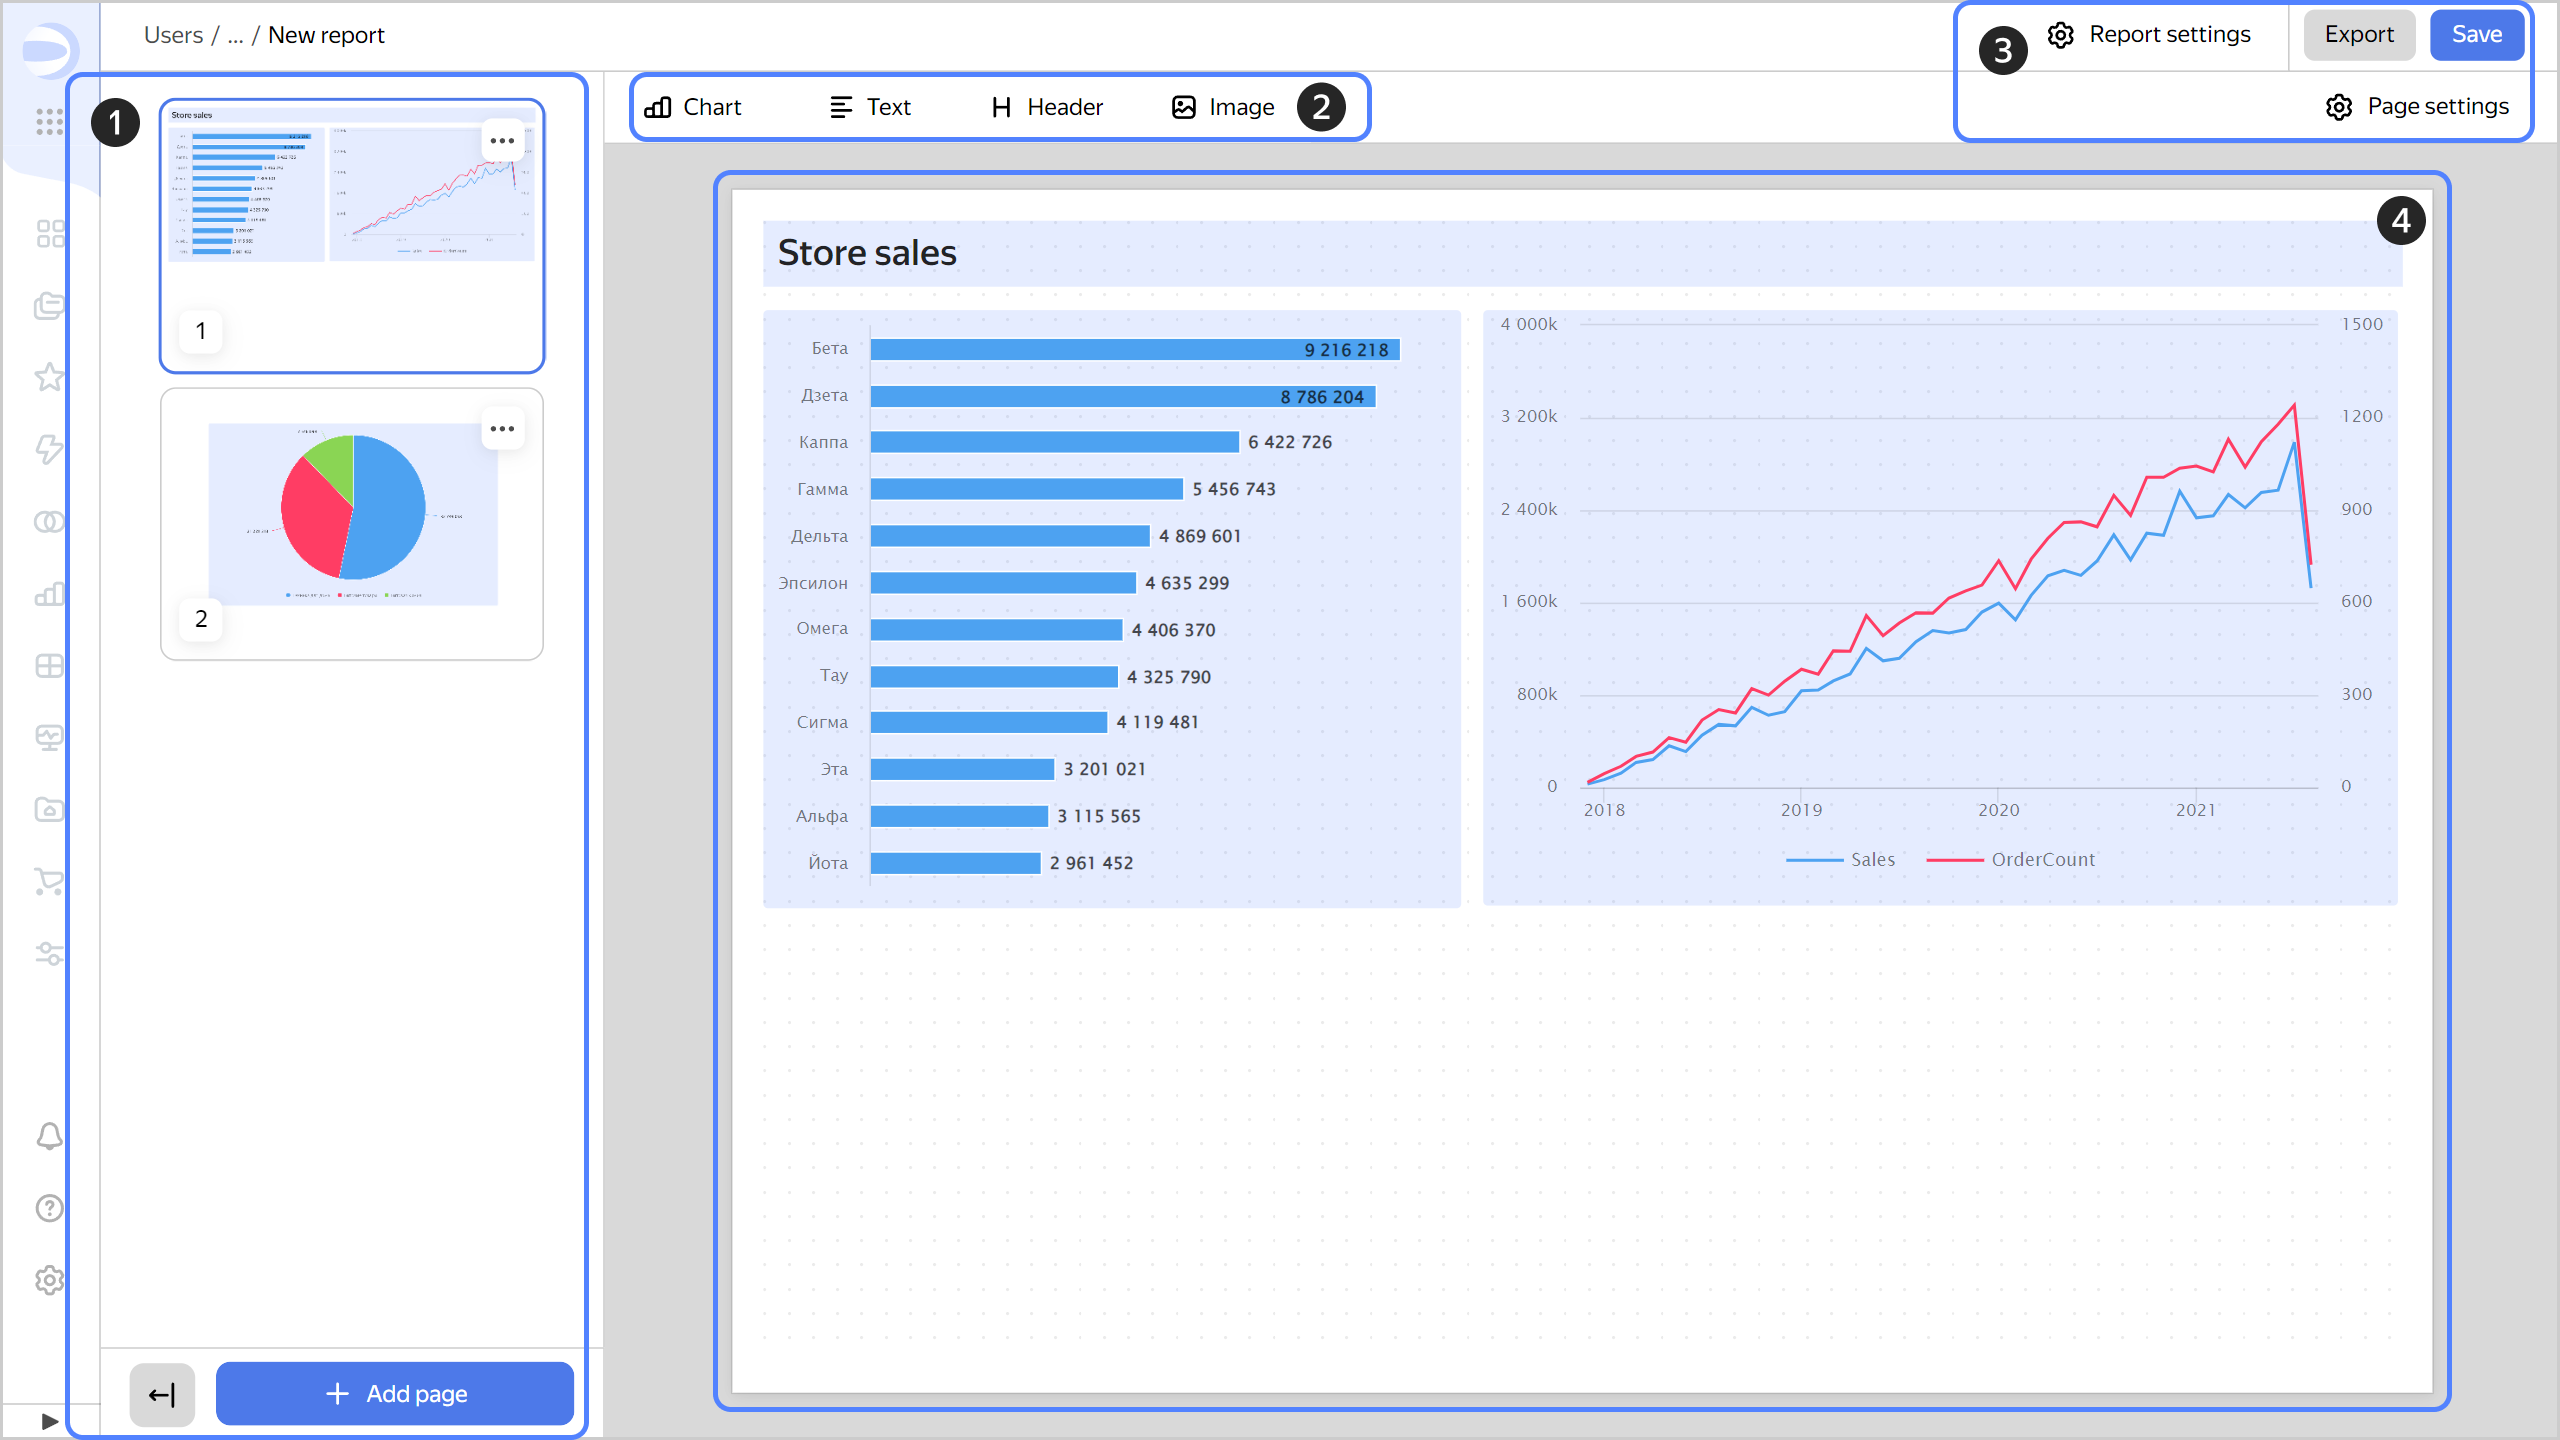 Users / ... / New report
3
Report settings
Export
Save
1
Chart
Text
Header
Image
2
Page settings
Store sales
1
2
+ Add page
4
Store sales
Бета 9 216 218
Дзета 8 786 204
Каппа 6 422 726
Гамма 5 456 743
Дельта 4 869 601
Эпсилон 4 635 299
Омега 4 406 370
Тау 4 325 790
Сигма 4 119 481
Эта 3 201 021
Альфа 3 115 565
Йота 2 961 452
4 000k 1500
3 200k 1200
2 400k 900
1 600k 600
800k 300
0 0
2018 2019 2020 2021
Sales OrderCount